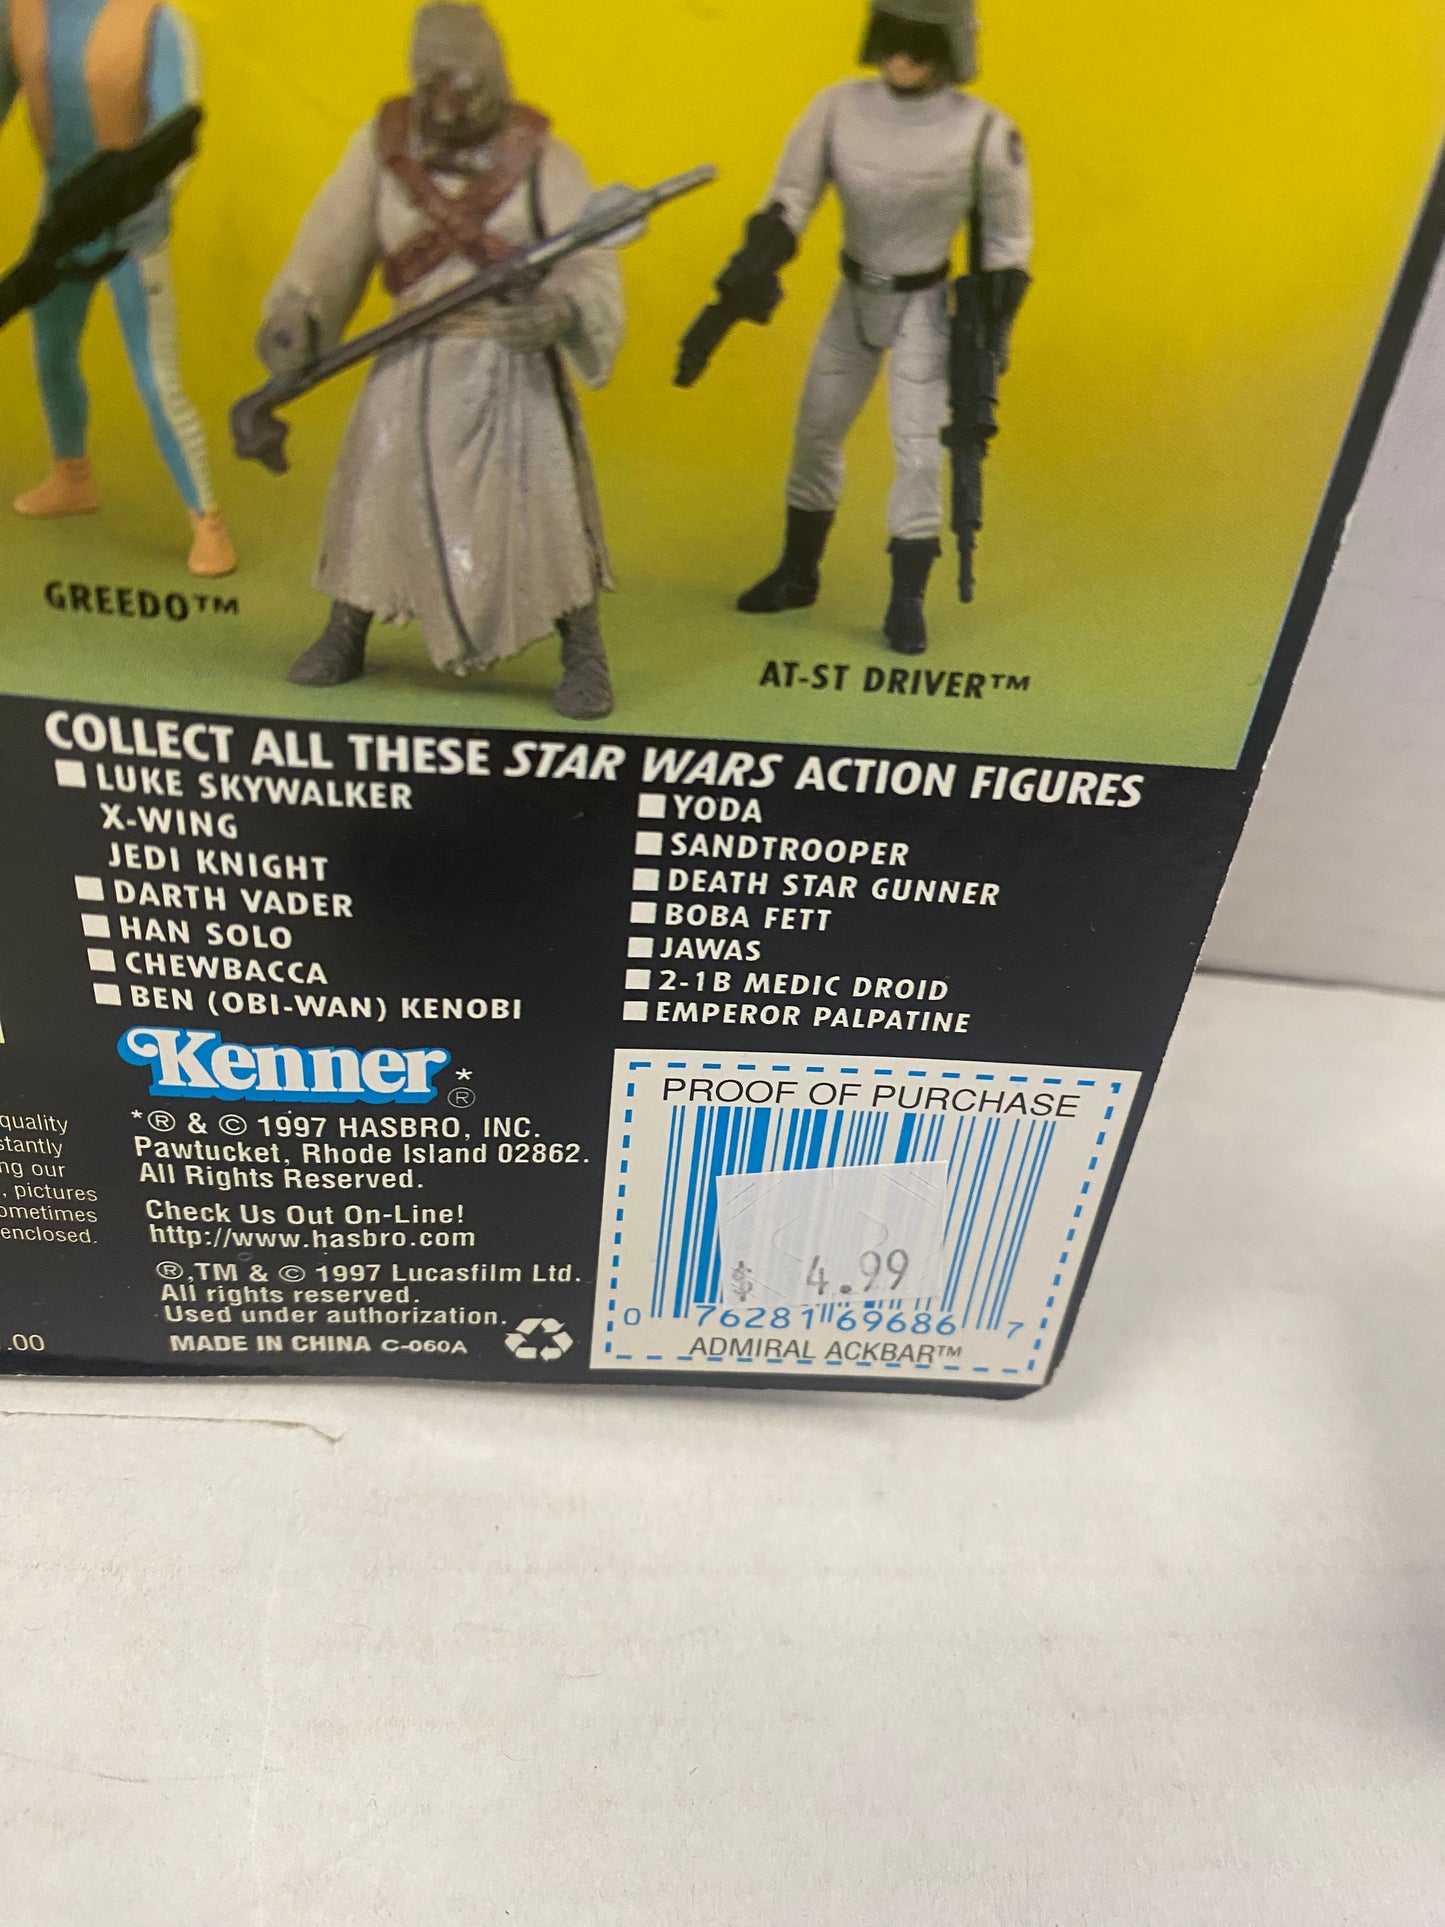 GREEDO™
AT-ST DRIVER™
COLLECT ALL THESE STAR WARS ACTION FIGURES
LUKE SKYWALKER
X-WING
JEDI KNIGHT
DARTH VADER
HAN SOLO
CHEWBACCA
BEN (OBI-WAN) KENOBI
YODA
SANDTROOPER
DEATH STAR GUNNER
BOBA FETT
JAWAS
2-1B MEDIC DROID
EMPEROR PALPATINE
Kenner*®
*® & © 1997 HASBRO, INC.
Pawtucket, Rhode Island 02862.
All Rights Reserved.
Check Us Out On-Line!
http://www.hasbro.com
®,TM & © 1997 Lucasfilm Ltd.
All rights reserved.
Used under authorization.
MADE IN CHINA C-060A
quality
our
, pictures
enclosed.
.00
PROOF OF PURCHASE
$ 4.99
0 76281 69686 7
ADMIRAL ACKBAR™